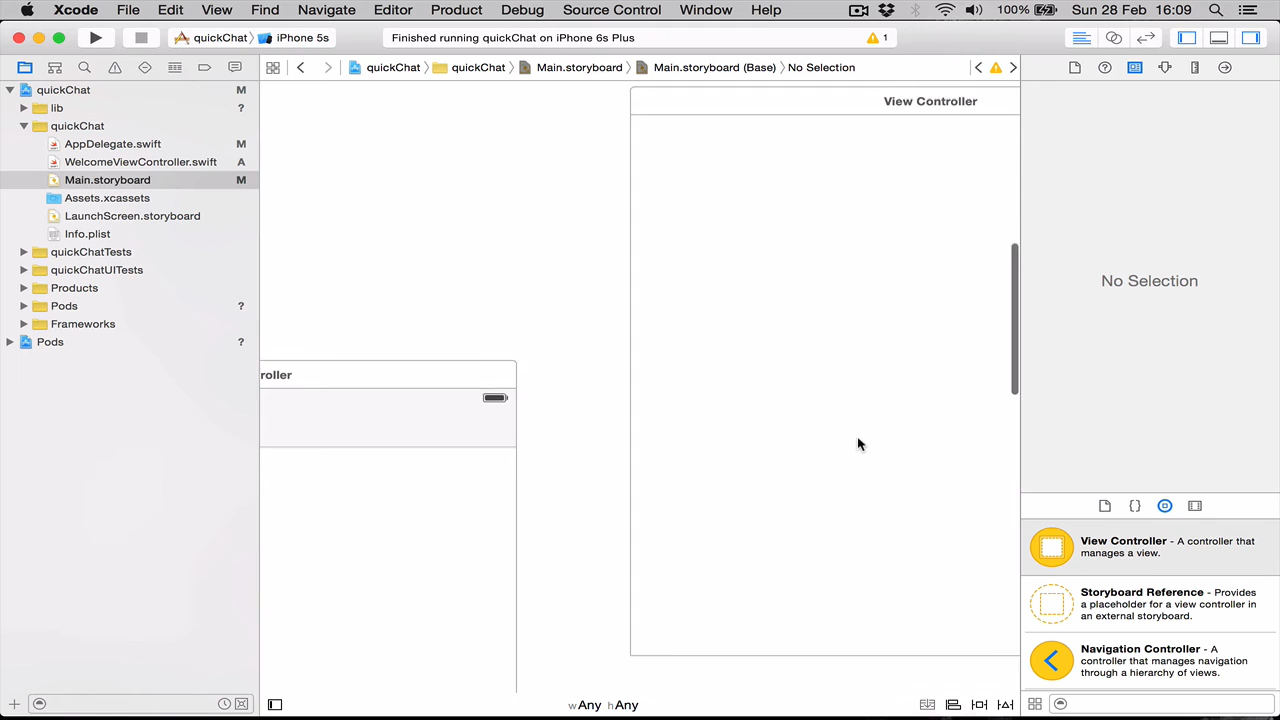 Xcode File Edit View Find Navigate Editor Product Debug Source Control Window Help 100% Sun 28 Feb 16:09
quickChat iPhone 5s Finished running quickChat on iPhone 6s Plus 1
quickChat quickChat Main.storyboard Main.storyboard (Base) No Selection
quickChat M
lib ?
quickChat
AppDelegate.swift M
WelcomeViewController.swift A
Main.storyboard M
Assets.xcassets
LaunchScreen.storyboard
Info.plist
quickChatTests
quickChatUITests
Products
Pods ?
Frameworks
Pods ?
View Controller
roller
wAny hAny
No Selection
View Controller - A controller that
manages a view.
Storyboard Reference - Provides
a placeholder for a view controller in
an external storyboard.
Navigation Controller - A
controller that manages navigation
through a hierarchy of views.